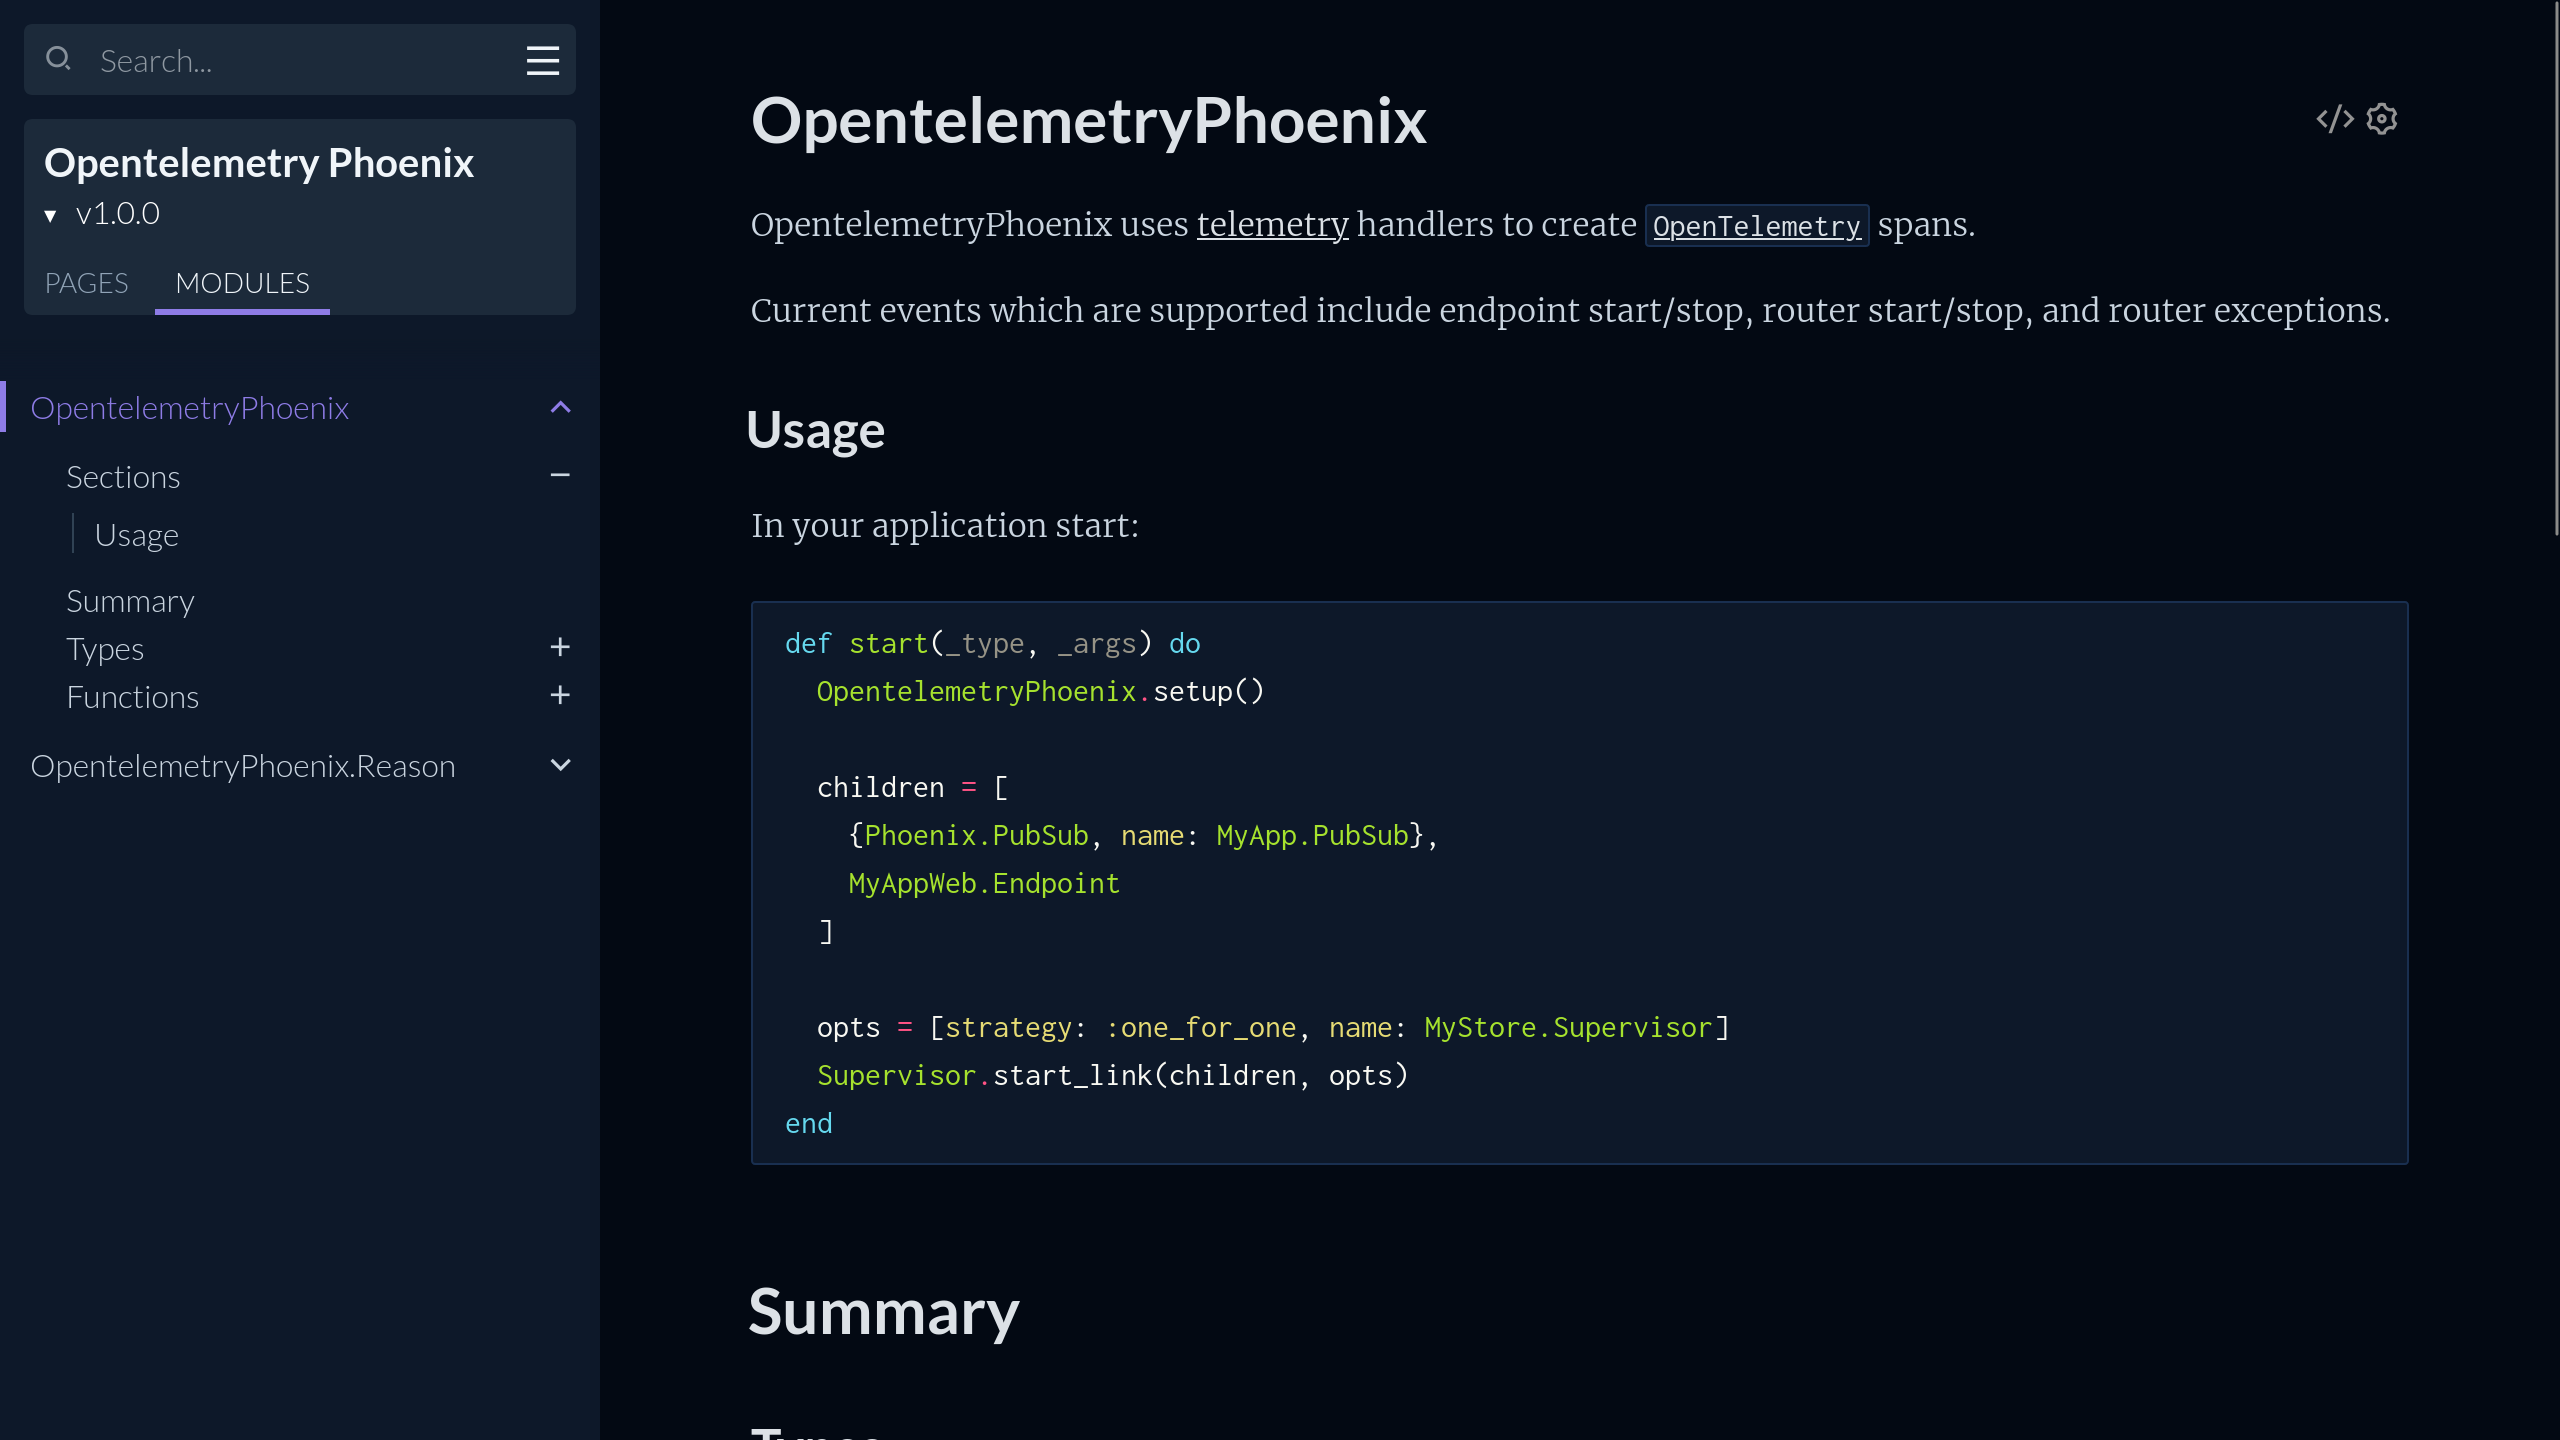 Search...
Opentelemetry Phoenix
v1.0.0
PAGES MODULES
OpentelemetryPhoenix
Sections
Usage
Summary
Types
Functions
OpentelemetryPhoenix.Reason
OpentelemetryPhoenix
OpentelemetryPhoenix uses telemetry handlers to create OpenTelemetry spans.
Current events which are supported include endpoint start/stop, router start/stop, and router exceptions.
Usage
In your application start:
def start(_type, _args) do
  OpentelemetryPhoenix.setup()
  children = [
    {Phoenix.PubSub, name: MyApp.PubSub},
    MyAppWeb.Endpoint
  ]
  opts = [strategy: :one_for_one, name: MyStore.Supervisor]
  Supervisor.start_link(children, opts)
end
Summary
Types